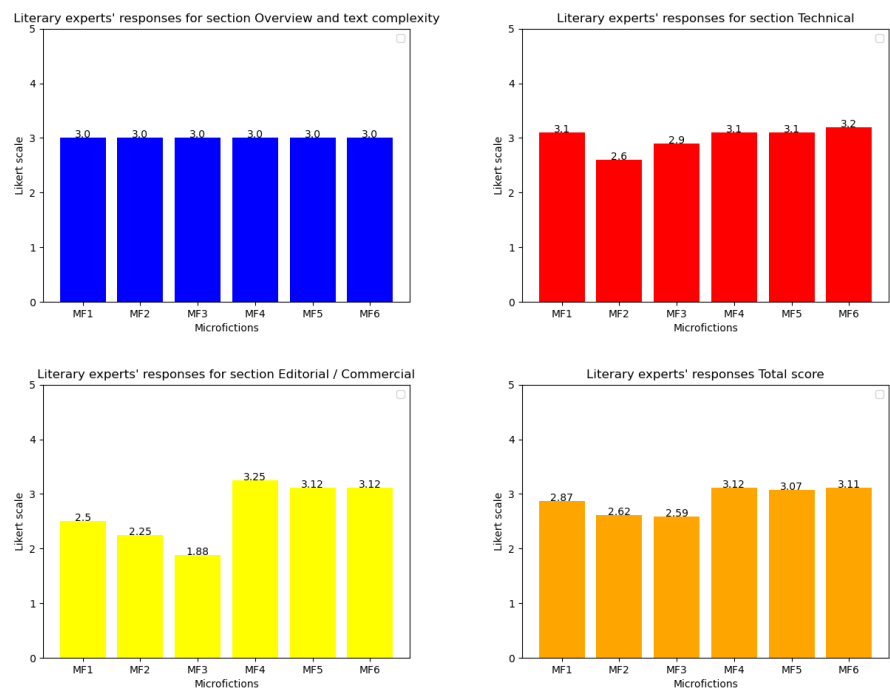 Literary experts' responses for section Overview and text complexity
5
4
3
2
1
0
Likert scale
3.0 3.0 3.0 3.0 3.0 3.0
MF1 MF2 MF3 MF4 MF5 MF6
Microfictions
Literary experts' responses for section Technical
5
4
3
2
1
0
Likert scale
3.1 2.6 2.9 3.1 3.1 3.2
MF1 MF2 MF3 MF4 MF5 MF6
Microfictions
Literary experts' responses for section Editorial / Commercial
5
4
3
2
1
0
Likert scale
2.5 2.25 1.88 3.25 3.12 3.12
MF1 MF2 MF3 MF4 MF5 MF6
Microfictions
Literary experts' responses Total score
5
4
3
2
1
0
Likert scale
2.87 2.62 2.59 3.12 3.07 3.11
MF1 MF2 MF3 MF4 MF5 MF6
Microfictions